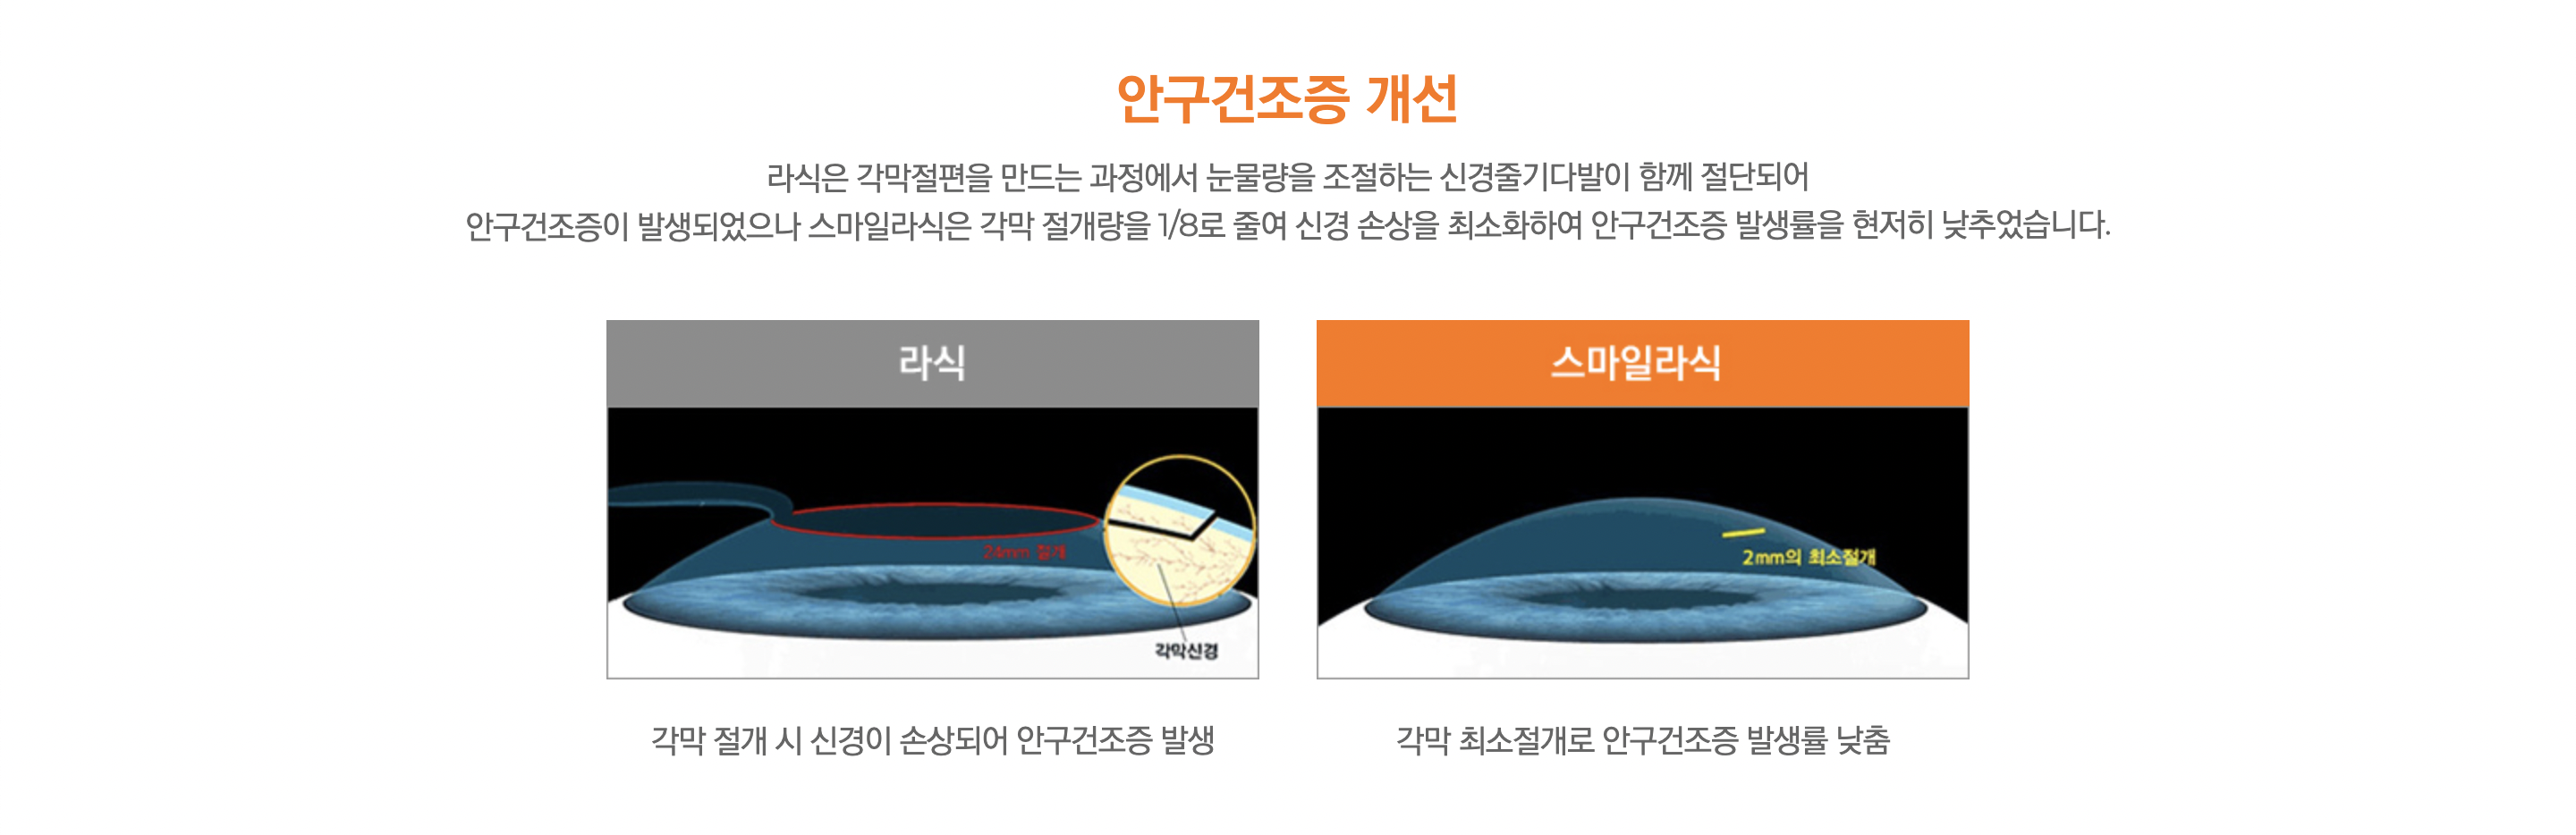 안구건조증 개선
라식은 각막절편을 만드는 과정에서 눈물량을 조절하는 신경줄기다발이 함께 절단되어
안구건조증이 발생되었으나 스마일라식은 각막 절개량을 1/8로 줄여 신경 손상을 최소화하여 안구건조증 발생률을 현저히 낮추었습니다.
라식
스마일라식
24mm 절개
각막신경
2mm의 최소절개
각막 절개 시 신경이 손상되어 안구건조증 발생
각막 최소절개로 안구건조증 발생률 낮춤